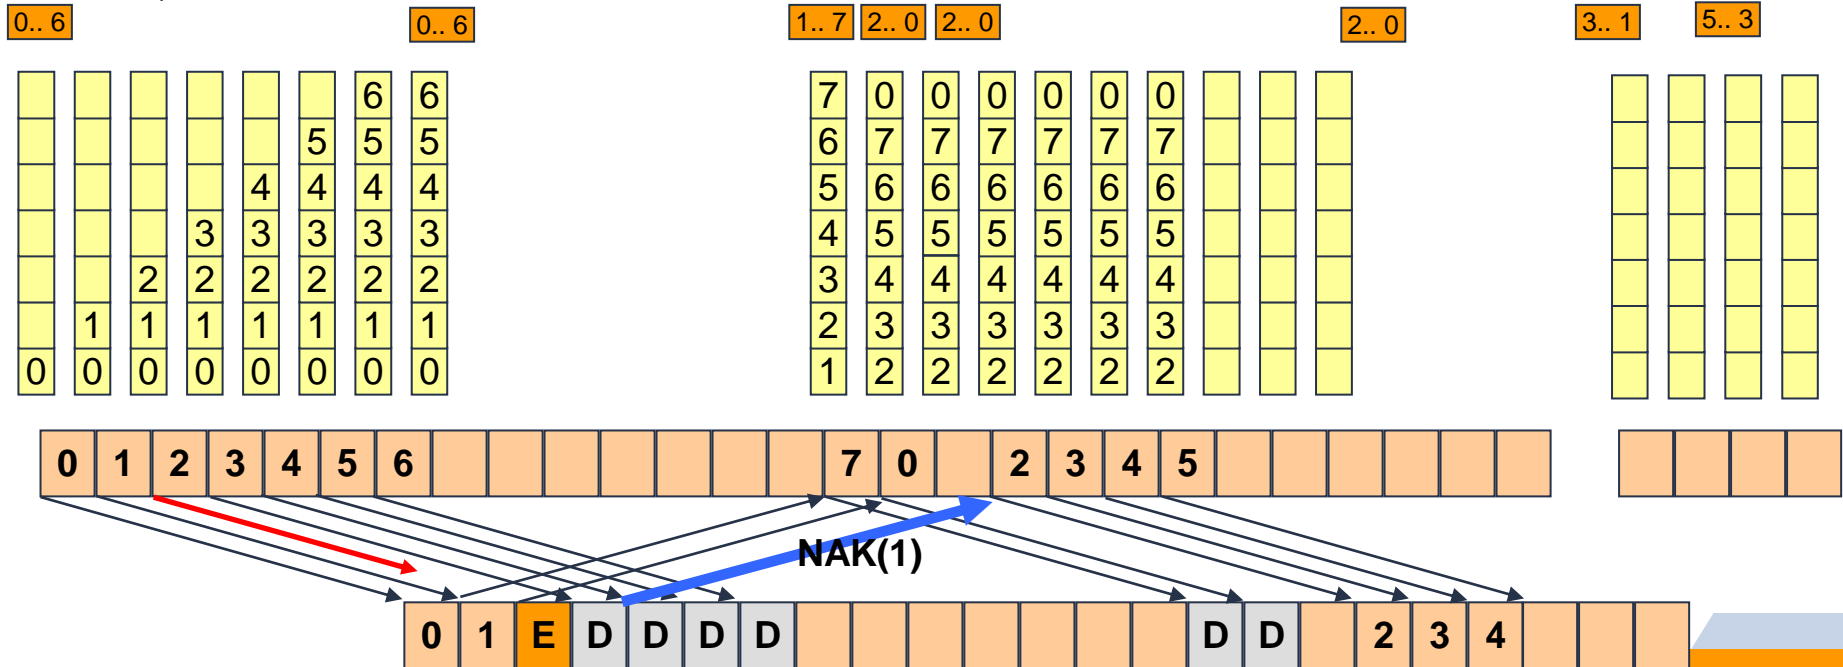 0.. 6 0.. 6 1.. 7 2.. 0 2.. 0 2.. 0 3.. 1 5.. 3
6 6 7 0 0 0 0 0 0
5 5 5 6 7 7 7 7 7 7
4 4 4 4 5 6 6 6 6 6 6
3 3 3 3 3 4 5 5 5 5 5 5
2 2 2 2 2 2 3 4 4 4 4 4 4
1 1 1 1 1 1 1 2 3 3 3 3 3 3
0 0 0 0 0 0 0 0 1 2 2 2 2 2 2
0 1 2 3 4 5 6 7 0 2 3 4 5
NAK(1)
0 1 E D D D D D D 2 3 4